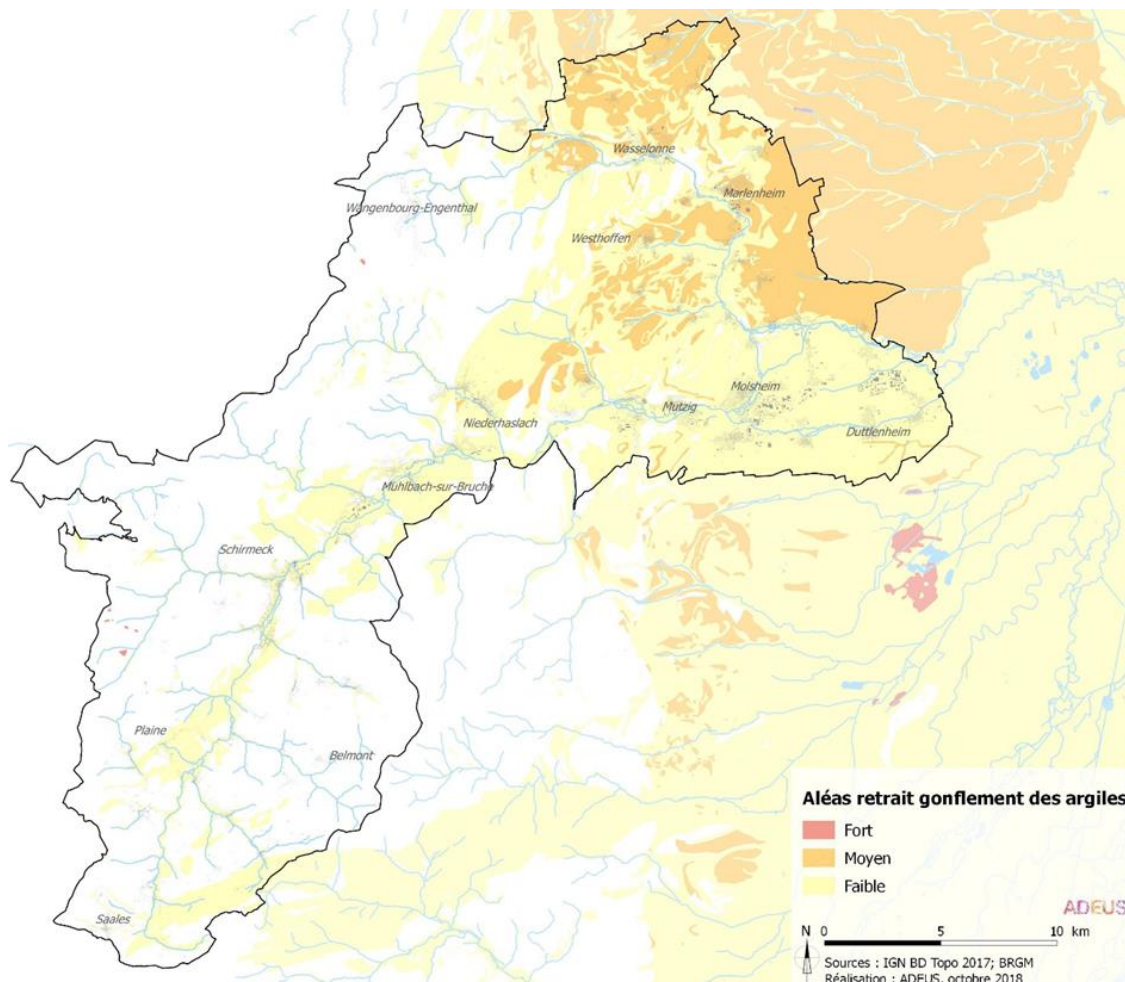 Wasselonne
Marlenheim
Wangenbourg-Engenthal
Westhoffen
Molsheim
Mutzig
Niederhaslach
Duttlenheim
Mühlbach-sur-Bruche
Schirmeck
Plaine
Belmont
Saales
Aléas retrait gonflement des argiles
Fort
Moyen
Faible
ADEUS
N 0 5 10 km
Sources : IGN BD Topo 2017; BRGM
Réalisation : ADEUS, octobre 2018